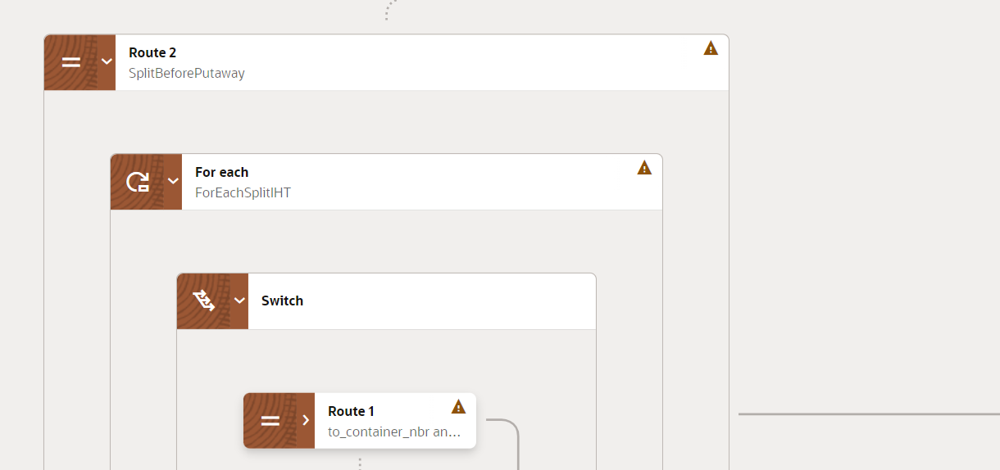 Route 2
SplitBeforePutaway
For each
ForEachSplitIHT
Switch
Route 1
to_container_nbr an...